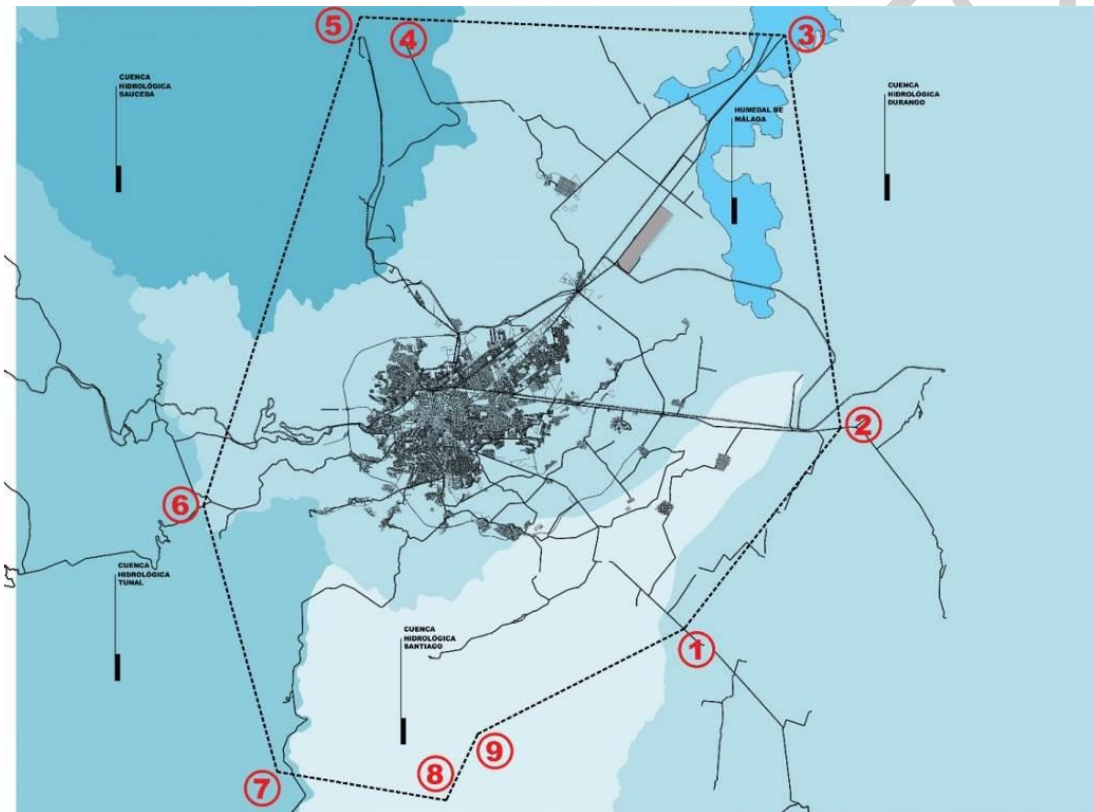 5
4
3
CUENCA
HIDROLÓGICA
SAUCEDA
CUENCA
HIDROLÓGICA
DURANGO
HUMEDAL DE
MÁLAGA
2
6
CUENCA
HIDROLÓGICA
TUNAL
CUENCA
HIDROLÓGICA
SANTIAGO
1
9
7
8